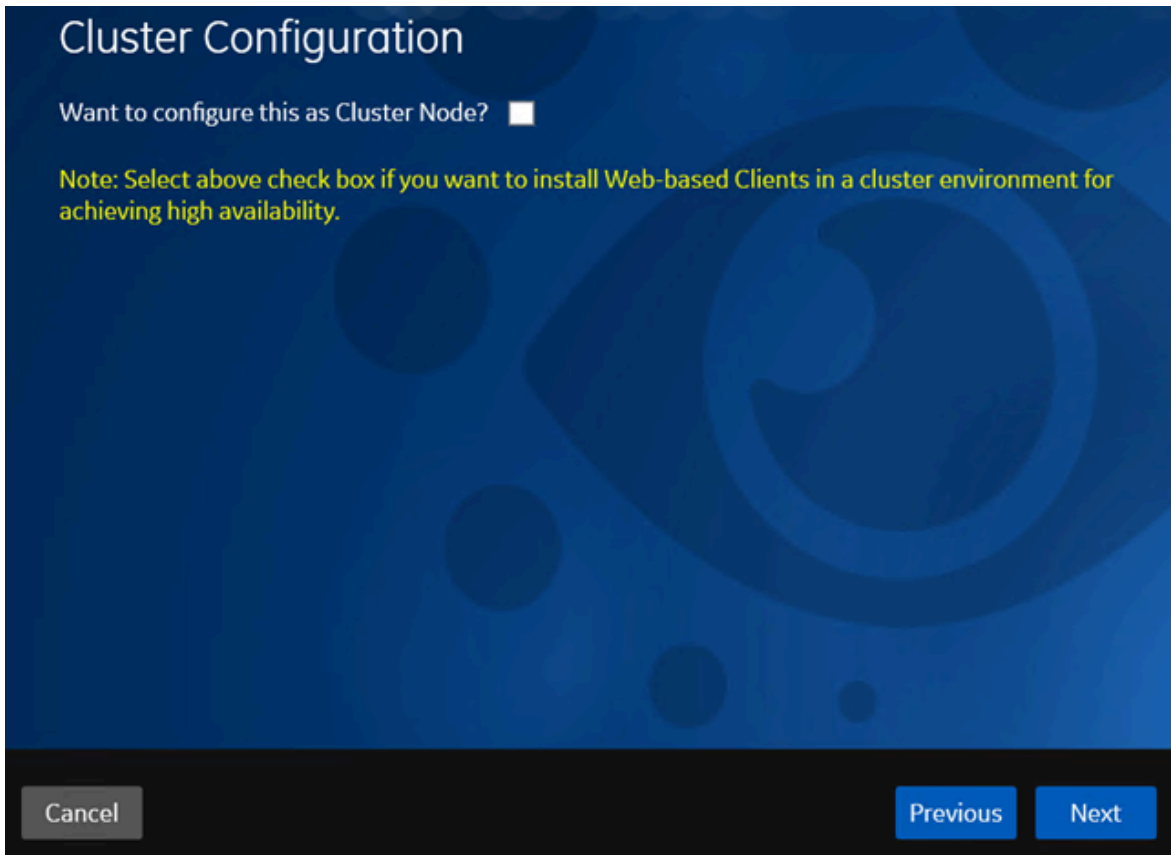 Cluster Configuration
Want to configure this as Cluster Node?
Note: Select above check box if you want to install Web-based Clients in a cluster environment for
achieving high availability.
Cancel
Previous
Next